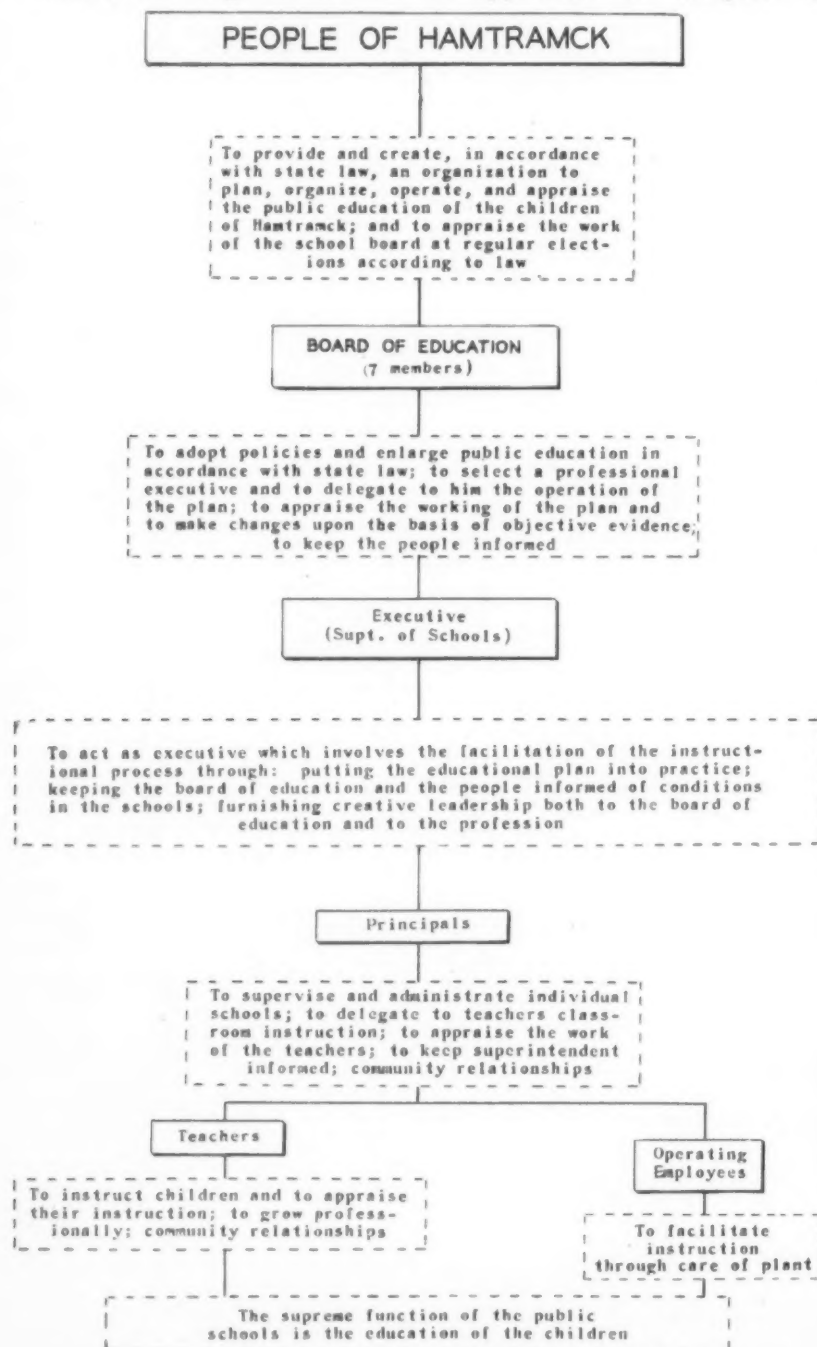 PEOPLE OF HAMTRAMCK
To provide and create, in accordance
with state law, an organization to
plan, organize, operate, and appraise
the public education of the children
of Hamtramck; and to appraise the work
of the school board at regular elect-
ions according to law
BOARD OF EDUCATION
(7 members)
To adopt policies and enlarge public education in
accordance with state law; to select a professional
executive and to delegate to him the operation of
the plan; to appraise the working of the plan and
to make changes upon the basis of objective evidence;
to keep the people informed
Executive
(Supt. of Schools)
To act as executive which involves the facilitation of the instruct-
ional process through: putting the educational plan into practice;
keeping the board of education and the people informed of conditions
in the schools; furnishing creative leadership both to the board of
education and to the profession
Principals
To supervise and administrate individual
schools; to delegate to teachers class-
room instruction; to appraise the work
of the teachers; to keep superintendent
informed; community relationships
Teachers
To instruct children and to appraise
their instruction; to grow profess-
ionally; community relationships
Operating
Employees
To facilitate
instruction
through care of plant
The supreme function of the public
schools is the education of the children